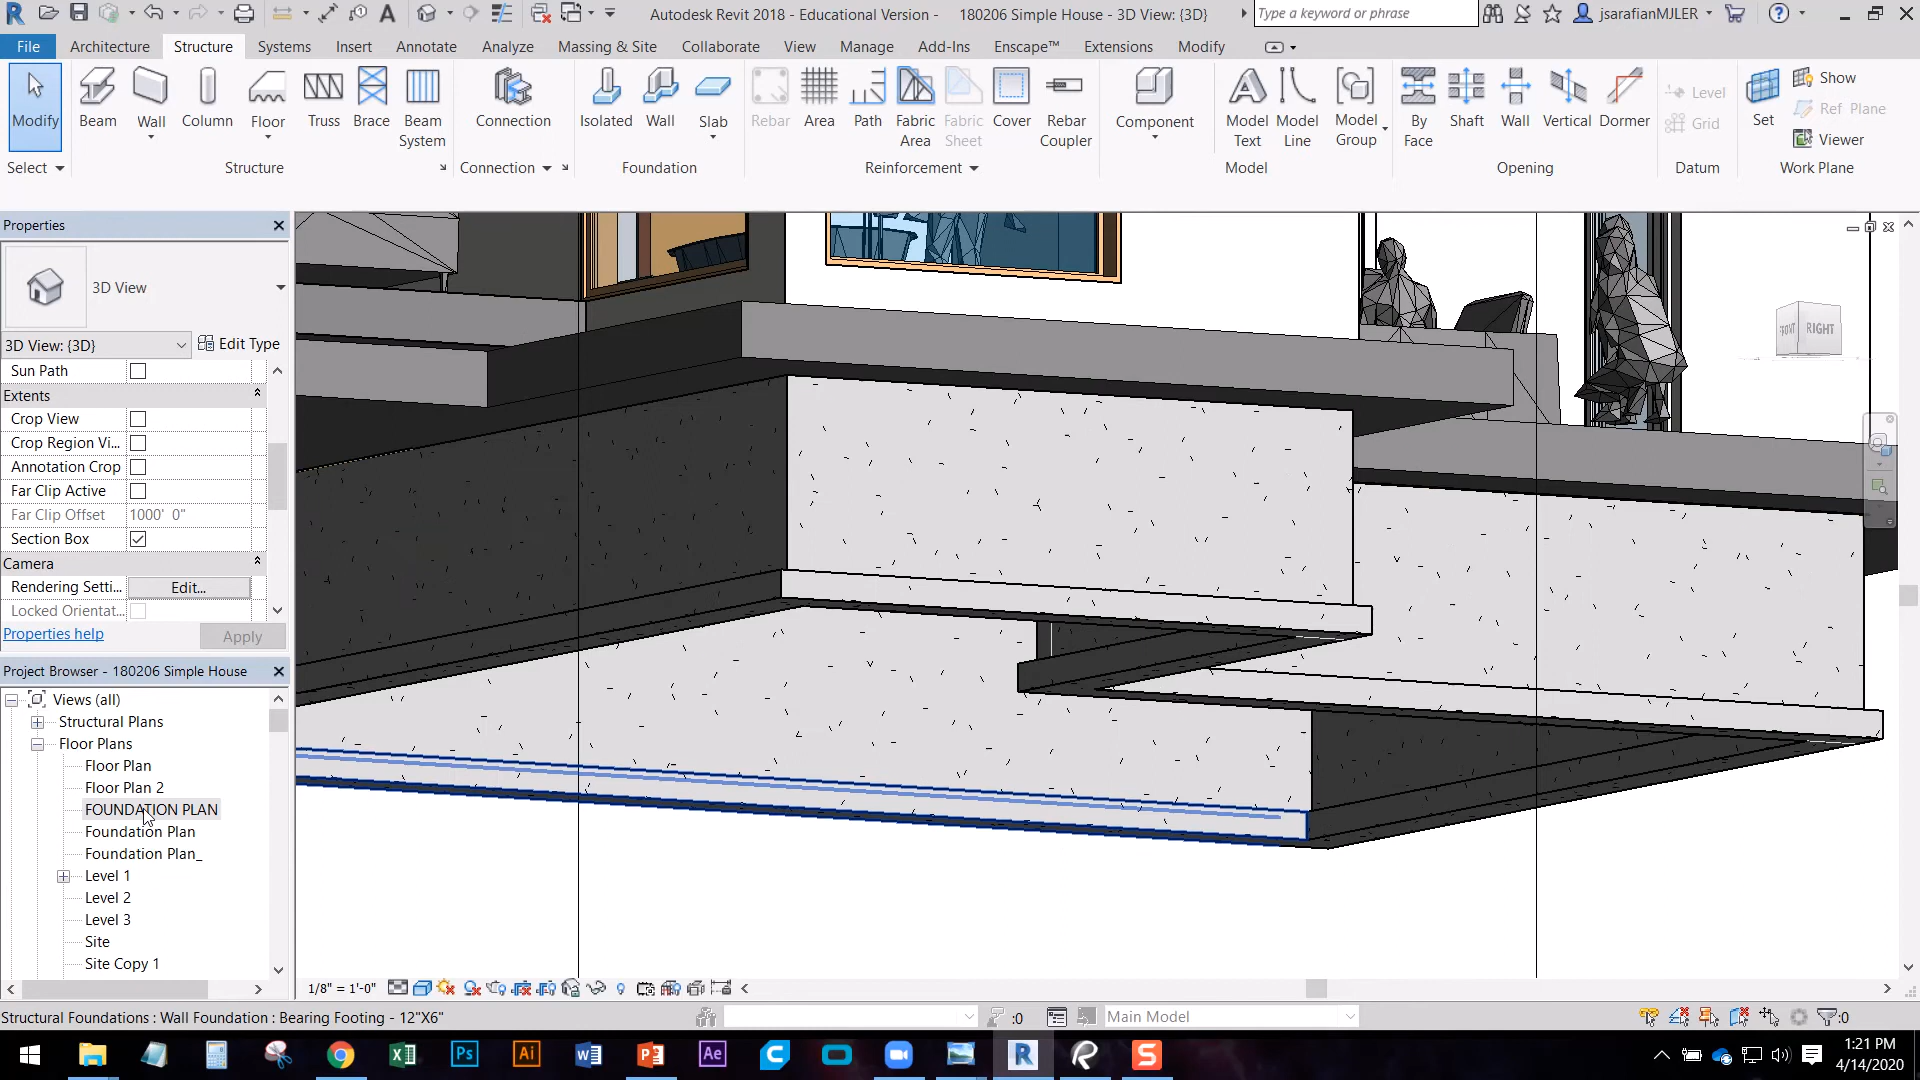 Autodesk Revit 2018 - Educational Version - 180206 Simple House - 3D View: {3D}
Type a keyword or phrase
jsarafianMJLER
File Architecture Structure Systems Insert Annotate Analyze Massing & Site Collaborate View Manage Add-Ins Enscape™ Extensions Modify
Modify Beam Wall Column Floor Truss Brace Beam System Connection Isolated Wall Slab Rebar Area Path Fabric Area Fabric Sheet Cover Rebar Coupler Component Model Text Model Line Model Group By Face Shaft Wall Vertical Dormer Level Grid Set Show Ref Plane Viewer
Select Structure Connection Foundation Reinforcement Model Opening Datum Work Plane
Properties
3D View
3D View: {3D} Edit Type
Sun Path
Extents
Crop View
Crop Region Vi...
Annotation Crop
Far Clip Active
Far Clip Offset 1000' 0"
Section Box
Camera
Rendering Setti... Edit...
Locked Orientat...
Properties help Apply
Project Browser - 180206 Simple House
Views (all)
Structural Plans
Floor Plans
Floor Plan
Floor Plan 2
FOUNDATION PLAN
Foundation Plan
Foundation Plan_
Level 1
Level 2
Level 3
Site
Site Copy 1
FRONT RIGHT
1/8" = 1'-0"
Structural Foundations : Wall Foundation : Bearing Footing - 12"X6" :0 Main Model :0
Ps Ai Ae R S
1:21 PM
4/14/2020